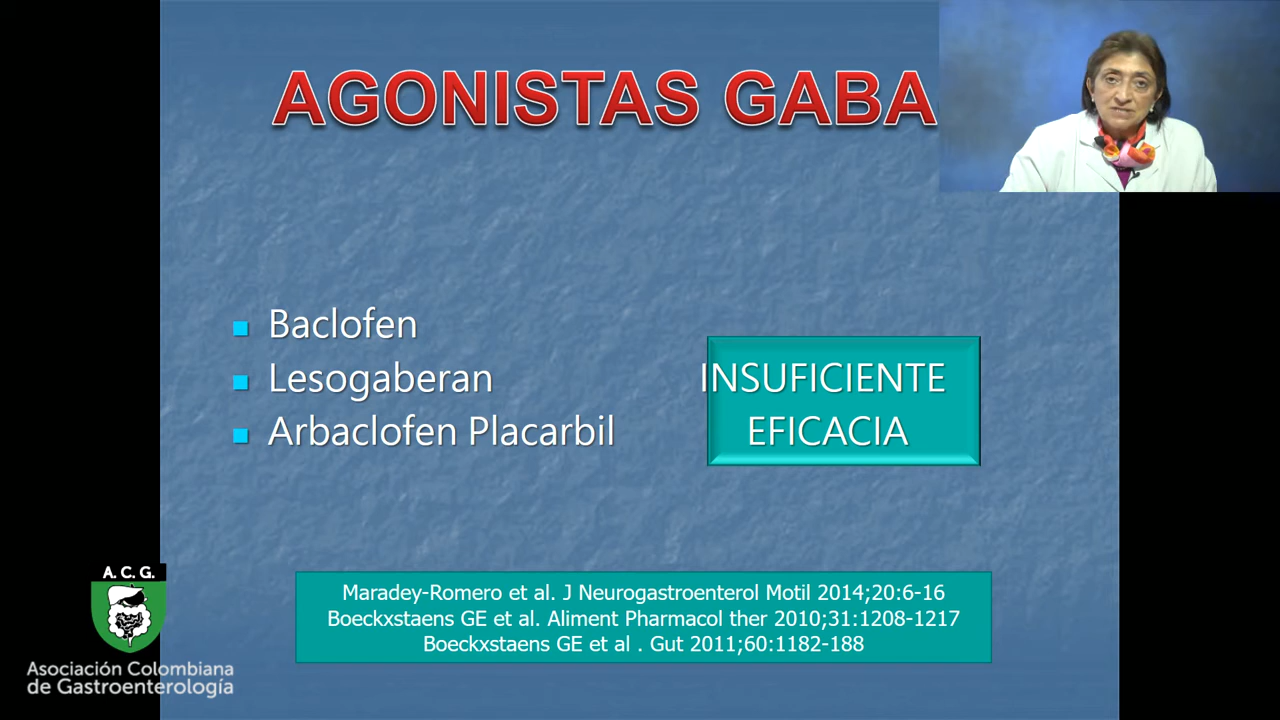 AGONISTAS GABA
Baclofen
Lesogaberan
Arbaclofen Placarbil
INSUFICIENTE
EFICACIA
Maradey-Romero et al. J Neurogastroenterol Motil 2014;20:6-16
Boeckxstaens GE et al. Aliment Pharmacol ther 2010;31:1208-1217
Boeckxstaens GE et al . Gut 2011;60:1182-188
A. C. G.
Asociación Colombiana
de Gastroenterología